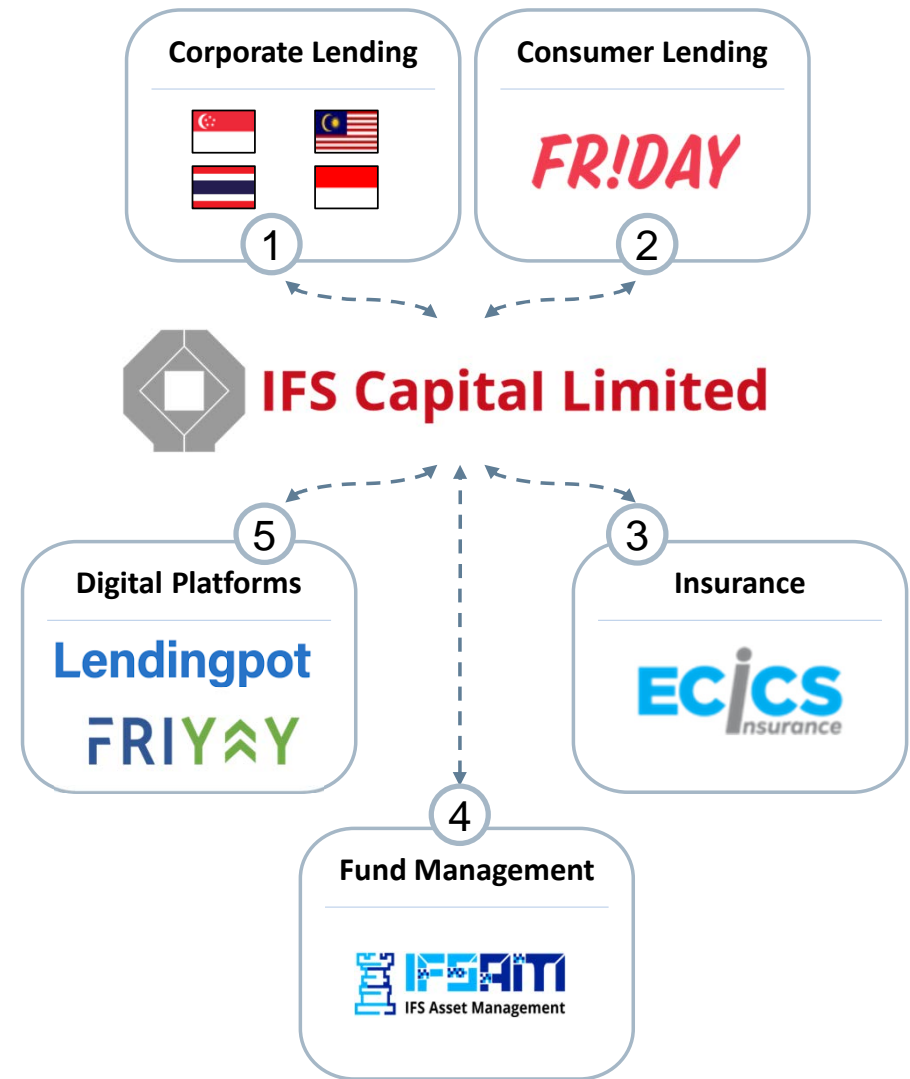 Corporate Lending
Consumer Lending
FR!DAY
1
2
IFS Capital Limited
5
3
Digital Platforms
Lendingpot
FRIYAY
Insurance
ECiCS
insurance
4
Fund Management
IFSAM
IFS Asset Management